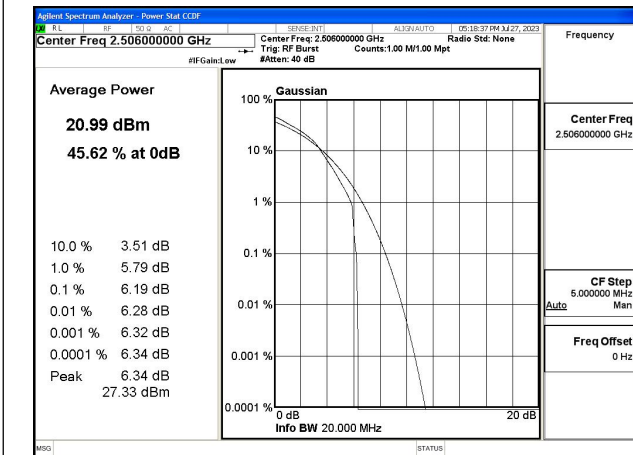 Agilent Spectrum Analyzer - Power Stat CCDF
RL RF 50 Ω AC SENSE:INT ALIGNAUTO 05:18:37 PM Jul 27, 2023
Center Freq 2.506000000 GHz
Center Freq: 2.506000000 GHz Radio Std: None
Trig: RF Burst Counts:1.00 M/1.00 Mpt
#IFGain:Low #Atten: 40 dB
Frequency
Average Power
20.99 dBm
45.62 % at 0dB
10.0 % 3.51 dB
1.0 % 5.79 dB
0.1 % 6.19 dB
0.01 % 6.28 dB
0.001 % 6.32 dB
0.0001 % 6.34 dB
Peak 6.34 dB
27.33 dBm
Gaussian
100 %
10 %
1 %
0.1 %
0.01 %
0.001 %
0.0001 %
0 dB 20 dB
Info BW 20.000 MHz
Center Freq
2.506000000 GHz
CF Step
5.000000 MHz
Auto Man
Freq Offset
0 Hz
MSG STATUS